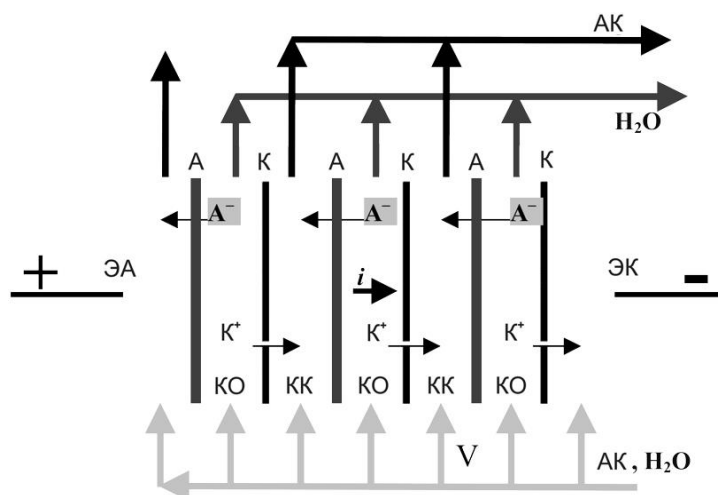 АК
H₂O
А К А К А К
A⁻ A⁻ A⁻
+ ЭА i ЭК -
К⁺ К⁺ К⁺
КО КК КО КК КО
V
АК, H₂O